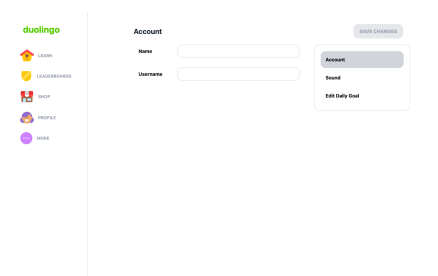 duolingo
LEARN
LEADERBOARDS
SHOP
PROFILE
MORE
Account
SAVE CHANGES
Name
Username
Account
Sound
Edit Daily Goal